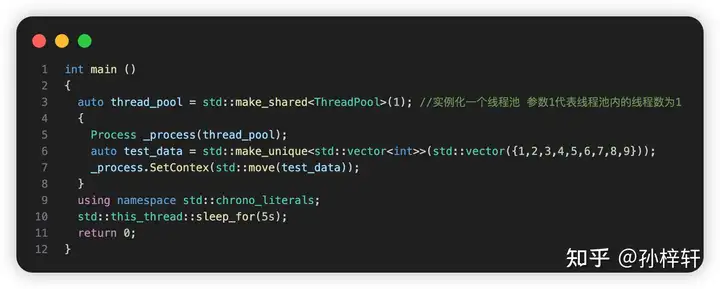 1 int main ()
2 {
3 auto thread_pool = std::make_shared<ThreadPool>(1); //实例化一个线程池 参数1代表线程池内的线程数为1
4 {
5 Process _process(thread_pool);
6 auto test_data = std::make_unique<std::vector<int>>(std::vector({1,2,3,4,5,6,7,8,9}));
7 _process.SetContex(std::move(test_data));
8 }
9 using namespace std::chrono_literals;
10 std::this_thread::sleep_for(5s);
11 return 0;
12 }
知乎 @孙梓轩